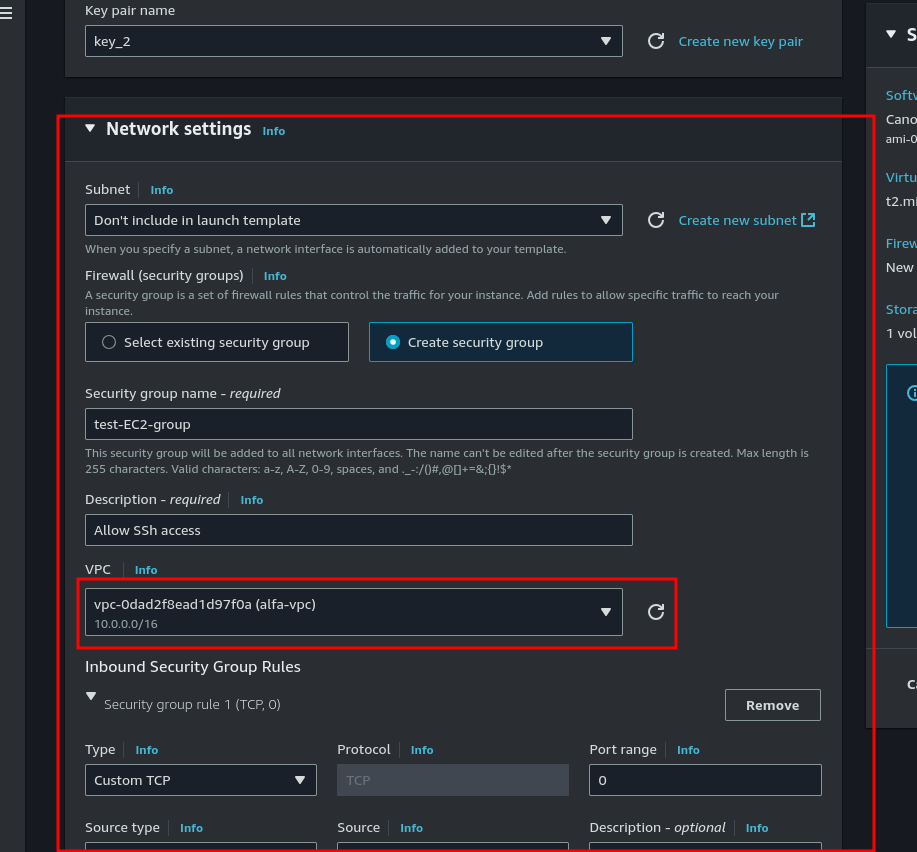 Key pair name
key_2
Create new key pair
Network settings Info
Subnet Info
Don't include in launch template
Create new subnet
When you specify a subnet, a network interface is automatically added to your template.
Firewall (security groups) Info
A security group is a set of firewall rules that control the traffic for your instance. Add rules to allow specific traffic to reach your
instance.
Select existing security group
Create security group
Security group name - required
test-EC2-group
This security group will be added to all network interfaces. The name can't be edited after the security group is created. Max length is
255 characters. Valid characters: a-z, A-Z, 0-9, spaces, and ._-:/()#,@[]+=&;{}!$*
Description - required Info
Allow SSh access
VPC Info
vpc-0dad2f8ead1d97f0a (alfa-vpc)
10.0.0.0/16
Inbound Security Group Rules
Security group rule 1 (TCP, 0)
Remove
Type Info
Protocol Info
Port range Info
Custom TCP
TCP
0
Source type Info
Source Info
Description - optional Info
Cano
ami-0
t2.mi
New
1 vol